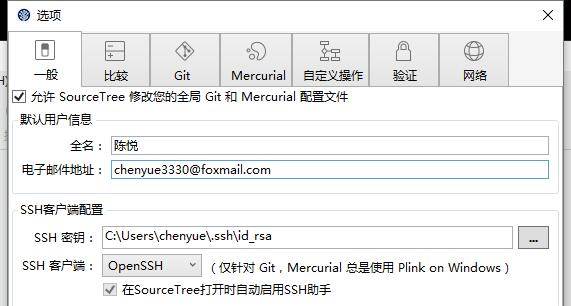 选项
一般
比较
Git
Mercurial
自定义操作
验证
网络
允许 SourceTree 修改您的全局 Git 和 Mercurial 配置文件
默认用户信息
全名： 陈悦
电子邮件地址： chenyue3330@foxmail.com
SSH客户端配置
SSH 密钥： C:\Users\chenyue\.ssh\id_rsa ...
SSH 客户端： OpenSSH （仅针对 Git，Mercurial 总是使用 Plink on Windows）
在SourceTree打开时自动启用SSH助手